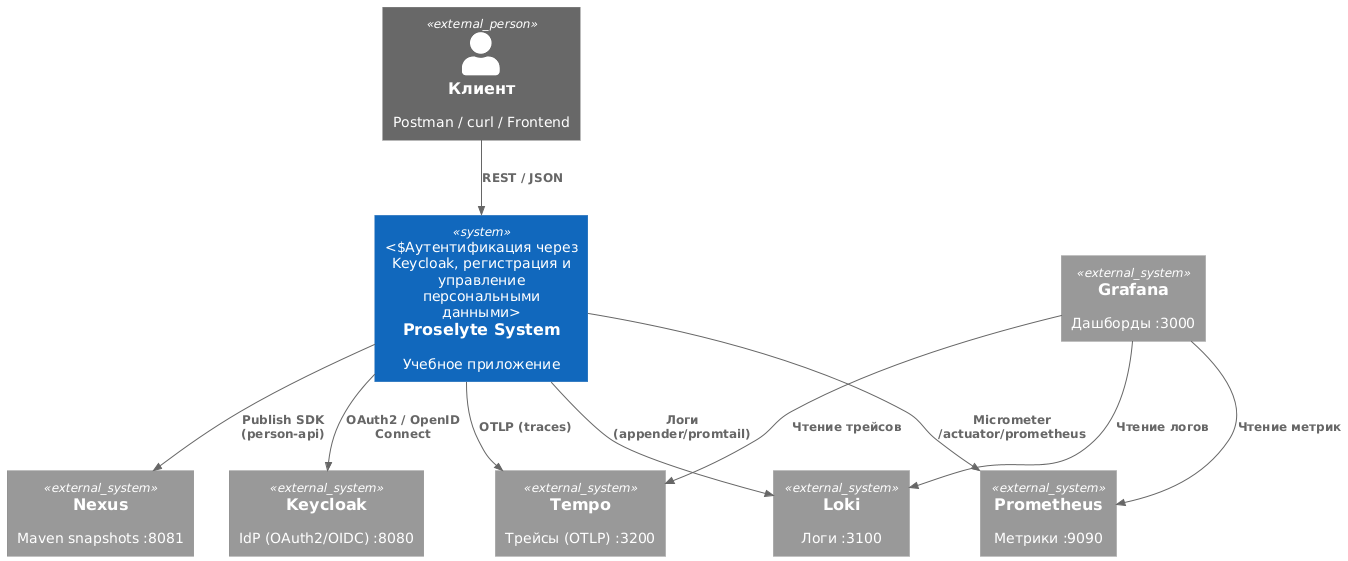 «external_person»
Клиент
Postman / curl / Frontend
REST / JSON
«system»
<$Аутентификация через
Keycloak, регистрация и
управление
персональными
данными>
Proselyte System
Учебное приложение
«external_system»
Grafana
Дашборды :3000
Publish SDK
(person-api)
OAuth2 / OpenID
Connect
OTLP (traces)
Логи
(appender/promtail)
Чтение трейсов
Micrometer
/actuator/prometheus
Чтение логов
Чтение метрик
«external_system»
Nexus
Maven snapshots :8081
«external_system»
Keycloak
IdP (OAuth2/OIDC) :8080
«external_system»
Tempo
Трейсы (OTLP) :3200
«external_system»
Loki
Логи :3100
«external_system»
Prometheus
Метрики :9090